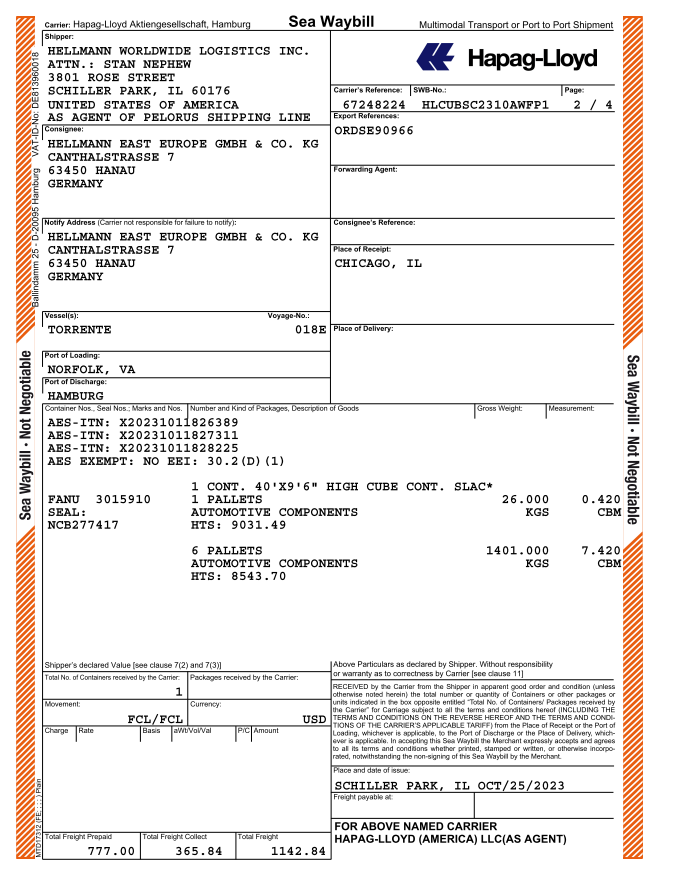 Carrier: Hapag-Lloyd Aktiengesellschaft, Hamburg
Sea Waybill
Multimodal Transport or Port to Port Shipment
Shipper:
HELLMANN WORLDWIDE LOGISTICS INC.
ATTN.: STAN NEPHEW
3801 ROSE STREET
SCHILLER PARK, IL 60176
UNITED STATES OF AMERICA
AS AGENT OF PELORUS SHIPPING LINE
Hapag-Lloyd
Carrier's Reference: SWB-No.: Page:
67248224 HLCUBSC2310AWFP1 2 / 4
Export References:
ORDSE90966
Consignee:
HELLMANN EAST EUROPE GMBH & CO. KG
CANTHALSTRASSE 7
63450 HANAU
GERMANY
Forwarding Agent:
Notify Address (Carrier not responsible for failure to notify):
HELLMANN EAST EUROPE GMBH & CO. KG
CANTHALSTRASSE 7
63450 HANAU
GERMANY
Consignee's Reference:
Place of Receipt:
CHICAGO, IL
Vessel(s): Voyage-No.:
TORRENTE 018E
Place of Delivery:
Port of Loading:
NORFOLK, VA
Port of Discharge:
HAMBURG
Container Nos., Seal Nos.; Marks and Nos. Number and Kind of Packages, Description of Goods Gross Weight: Measurement:
AES-ITN: X20231011826389
AES-ITN: X20231011827311
AES-ITN: X20231011828225
AES EXEMPT: NO EEI: 30.2(D)(1)
1 CONT. 40'X9'6" HIGH CUBE CONT. SLAC*
FANU 3015910 1 PALLETS 26.000 0.420
SEAL: AUTOMOTIVE COMPONENTS KGS CBM
NCB277417 HTS: 9031.49
6 PALLETS 1401.000 7.420
AUTOMOTIVE COMPONENTS KGS CBM
HTS: 8543.70
Shipper's declared Value [see clause 7(2) and 7(3)]
Above Particulars as declared by Shipper. Without responsibility
or warranty as to correctness by Carrier [see clause 11]
Total No. of Containers received by the Carrier: Packages received by the Carrier:
1
Movement: Currency:
FCL/FCL USD
Charge Rate Basis aWt/Vol/Val P/C Amount
RECEIVED by the Carrier from the Shipper in apparent good order and condition (unless
otherwise noted herein) the total number or quantity of Containers or other packages or
units indicated in the box opposite entitled "Total No. of Containers/ Packages received by
the Carrier" for Carriage subject to all the terms and conditions hereof (INCLUDING THE
TERMS AND CONDITIONS ON THE REVERSE HEREOF AND THE TERMS AND CONDI-
TIONS OF THE CARRIER'S APPLICABLE TARIFF) from the Place of Receipt or the Port of
Loading, whichever is applicable, to the Port of Discharge or the Place of Delivery, which-
ever is applicable. In accepting this Sea Waybill the Merchant expressly accepts and agrees
to all its terms and conditions whether printed, stamped or written, or otherwise incorpo-
rated, notwithstanding the non-signing of this Sea Waybill by the Merchant.
Place and date of issue:
SCHILLER PARK, IL OCT/25/2023
Freight payable at:
Total Freight Prepaid Total Freight Collect Total Freight
777.00 365.84 1142.84
FOR ABOVE NAMED CARRIER
HAPAG-LLOYD (AMERICA) LLC(AS AGENT)
Ballindamm 25 - D-20095 Hamburg VAT-ID-No: DE813960018
Sea Waybill • Not Negotiable
Sea Waybill • Not Negotiable